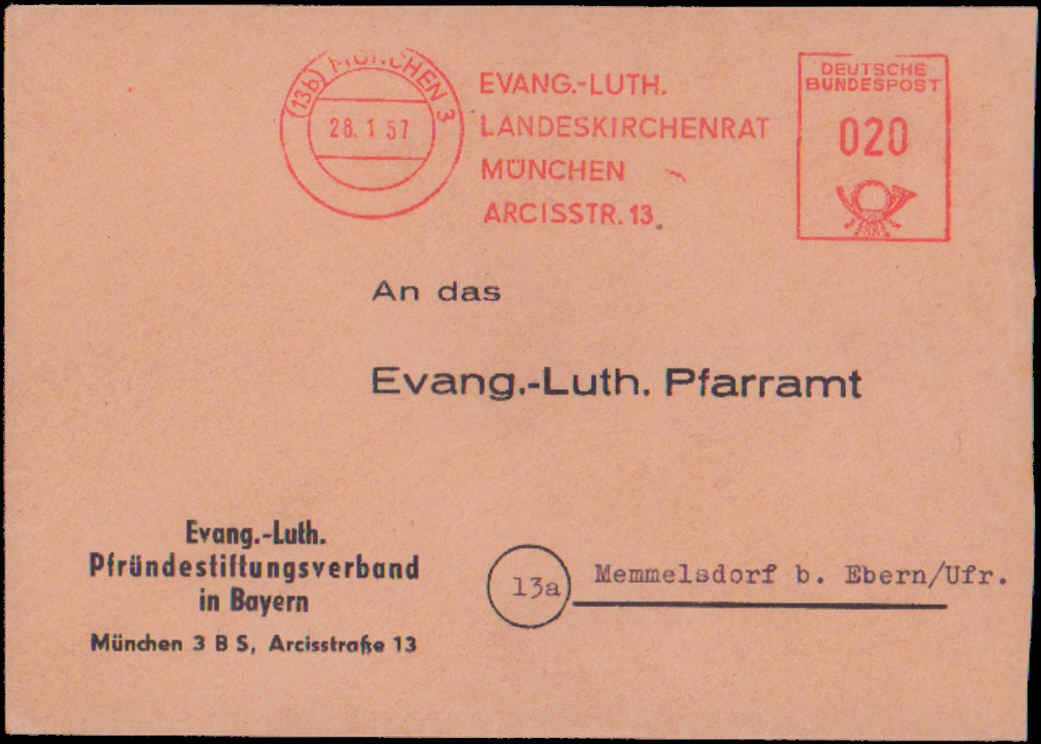 (13b) MÜNCHEN 3
28. 1 57
EVANG.-LUTH.
LANDESKIRCHENRAT
MÜNCHEN
ARCISSTR. 13
DEUTSCHE
BUNDESPOST
020
An das
Evang.-Luth. Pfarramt
Evang.-Luth.
Pfründestiftungsverband
in Bayern
München 3 B S, Arcisstraße 13
13a
Memmelsdorf b. Ebern/Ufr.